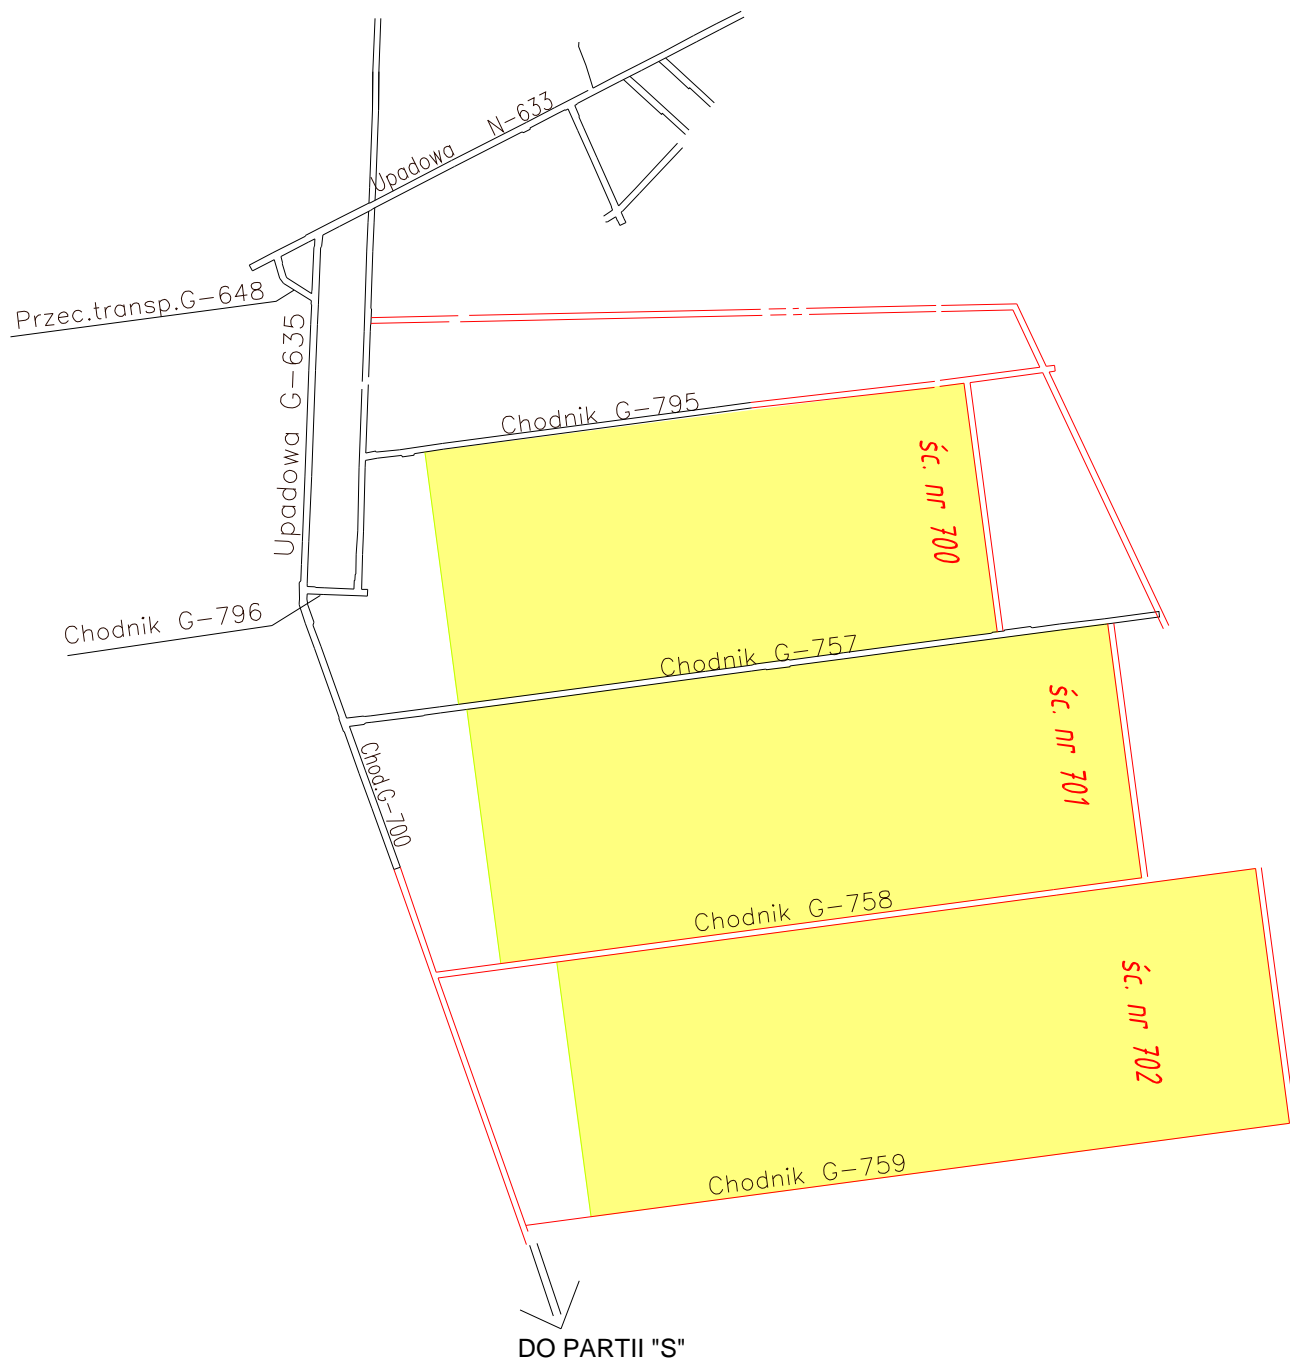 Upadowa N-633
Przec.transp.G-648
Upadowa G-635
Chodnik G-795
śc. nr 700
Chodnik G-796
Chodnik G-757
śc. nr 701
Chod.G-700
Chodnik G-758
śc. nr 702
Chodnik G-759
DO PARTII "S"